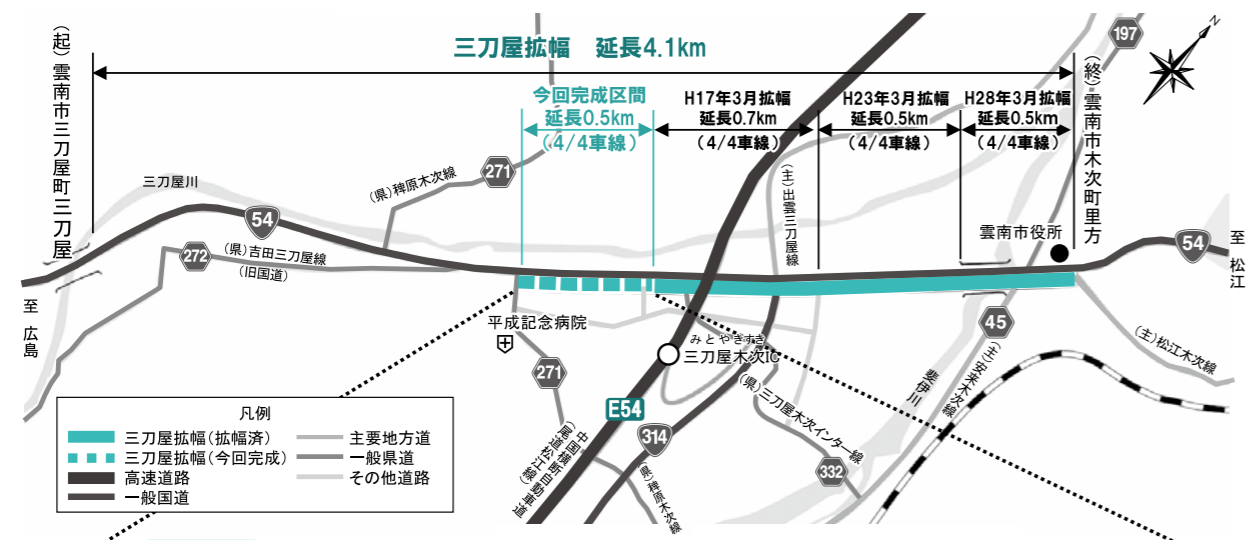 三刀屋拡幅 延長4.1km
(起)雲南市三刀屋町三刀屋
(終)雲南市木次町里方
今回完成区間
延長0.5km
(4/4車線)
H17年3月拡幅
延長0.7km
(4/4車線)
H23年3月拡幅
延長0.5km
(4/4車線)
H28年3月拡幅
延長0.5km
(4/4車線)
N
197
三刀屋川
(県)稗原木次線
271
(主)出雲三刀屋線
雲南市役所
54
至 松江
54
272
(県)吉田三刀屋線
(旧国道)
至 広島
平成記念病院
271
みとやきすき
三刀屋木次IC
45
(主)安来木次線
(主)松江木次線
斐伊川
(県)三刀屋木次インター線
332
E54
314
中国横断自動車道
(尾道松江線)
(県)稗原木次線
凡例
三刀屋拡幅(拡幅済)
三刀屋拡幅(今回完成)
高速道路
一般国道
主要地方道
一般県道
その他道路